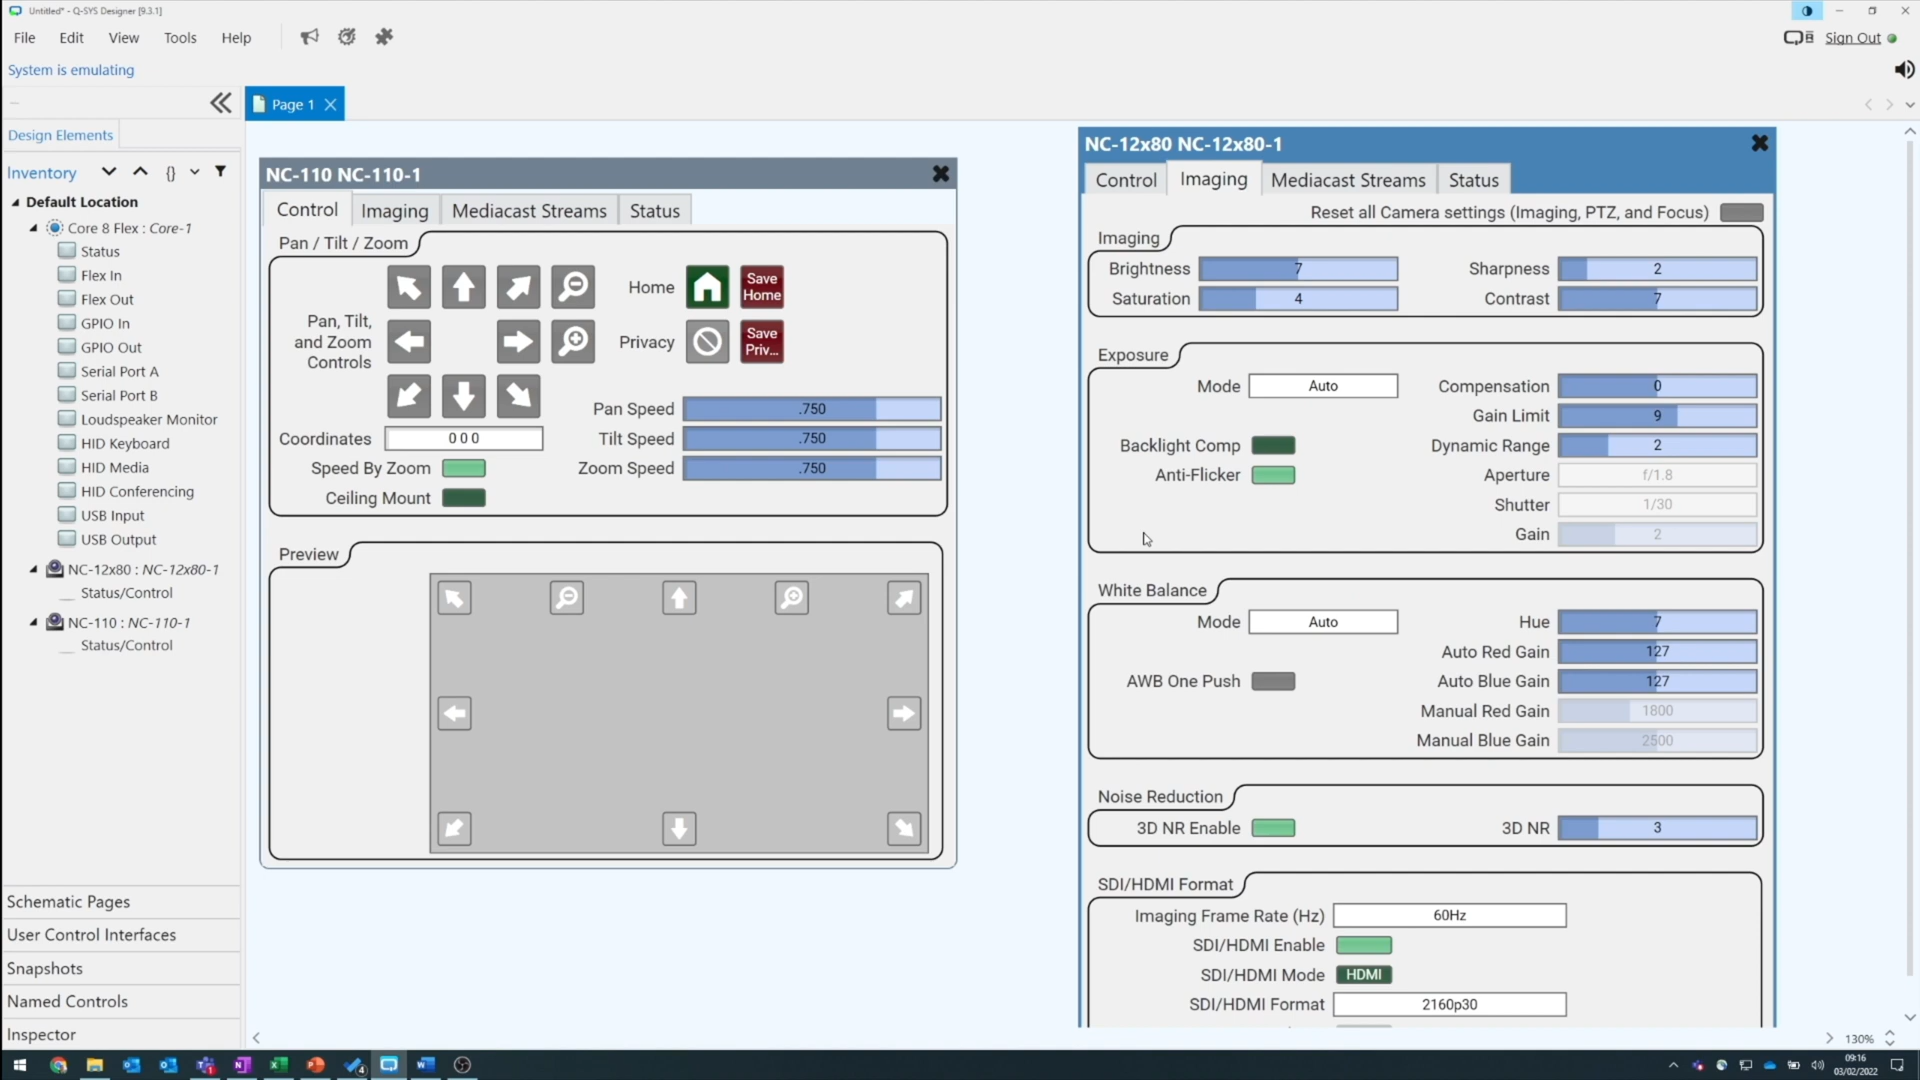 Untitled* - Q-SYS Designer [9.3.1]
File Edit View Tools Help
Sign Out
System is emulating
Page 1
Design Elements
Inventory {}
Default Location
Core 8 Flex : Core-1
Status
Flex In
Flex Out
GPIO In
GPIO Out
Serial Port A
Serial Port B
Loudspeaker Monitor
HID Keyboard
HID Media
HID Conferencing
USB Input
USB Output
NC-12x80 : NC-12x80-1
Status/Control
NC-110 : NC-110-1
Status/Control
Schematic Pages
User Control Interfaces
Snapshots
Named Controls
Inspector
NC-110 NC-110-1
Control Imaging Mediacast Streams Status
Pan / Tilt / Zoom
Pan, Tilt,
and Zoom
Controls
Home
Save
Home
Privacy
Save
Priv...
Pan Speed .750
Coordinates 0 0 0
Tilt Speed .750
Speed By Zoom
Zoom Speed .750
Ceiling Mount
Preview
NC-12x80 NC-12x80-1
Control Imaging Mediacast Streams Status
Reset all Camera settings (Imaging, PTZ, and Focus)
Imaging
Brightness 7 Sharpness 2
Saturation 4 Contrast 7
Exposure
Mode Auto Compensation 0
Gain Limit 9
Backlight Comp Dynamic Range 2
Anti-Flicker Aperture f/1.8
Shutter 1/30
Gain 2
White Balance
Mode Auto Hue 7
Auto Red Gain 127
AWB One Push Auto Blue Gain 127
Manual Red Gain 1800
Manual Blue Gain 2500
Noise Reduction
3D NR Enable 3D NR 3
SDI/HDMI Format
Imaging Frame Rate (Hz) 60Hz
SDI/HDMI Enable
SDI/HDMI Mode HDMI
SDI/HDMI Format 2160p30
130%
09:16
03/02/2022